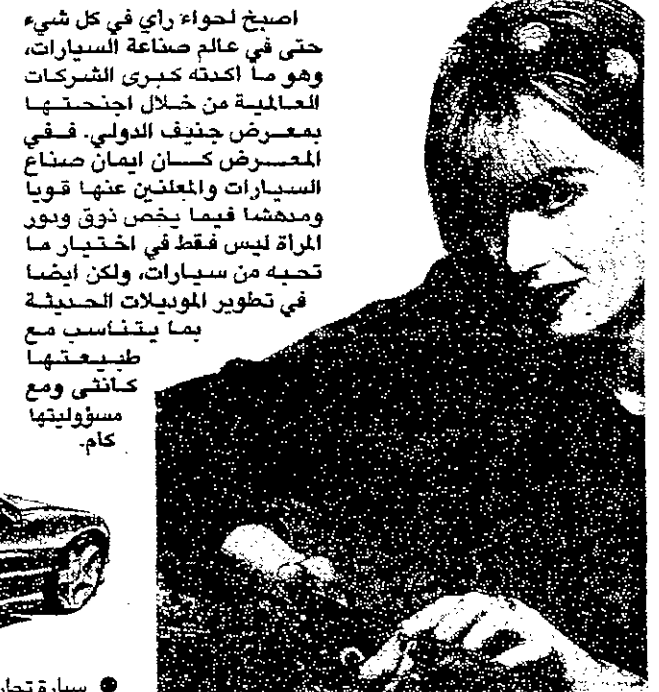 اصبح لحواء رأي في كل شيء
حتى في عالم صناعة السيارات،
وهو ما اكدته كبرى الشركات
العالمية من خلال اجنحتها
بمعرض جنيف الدولي. ففي
المعرض كان ايمان صناع
السيارات والمعلنين عنها قويا
ومدهشا فيما يخص ذوق ودور
المرأة ليس فقط في اختيار ما
تحبه من سيارات، ولكن ايضا
في تطوير الموديلات الحديثة
بما يتناسب مع
طبيعتها
كانثى ومع
مسؤوليتها
كام.
● سيارة